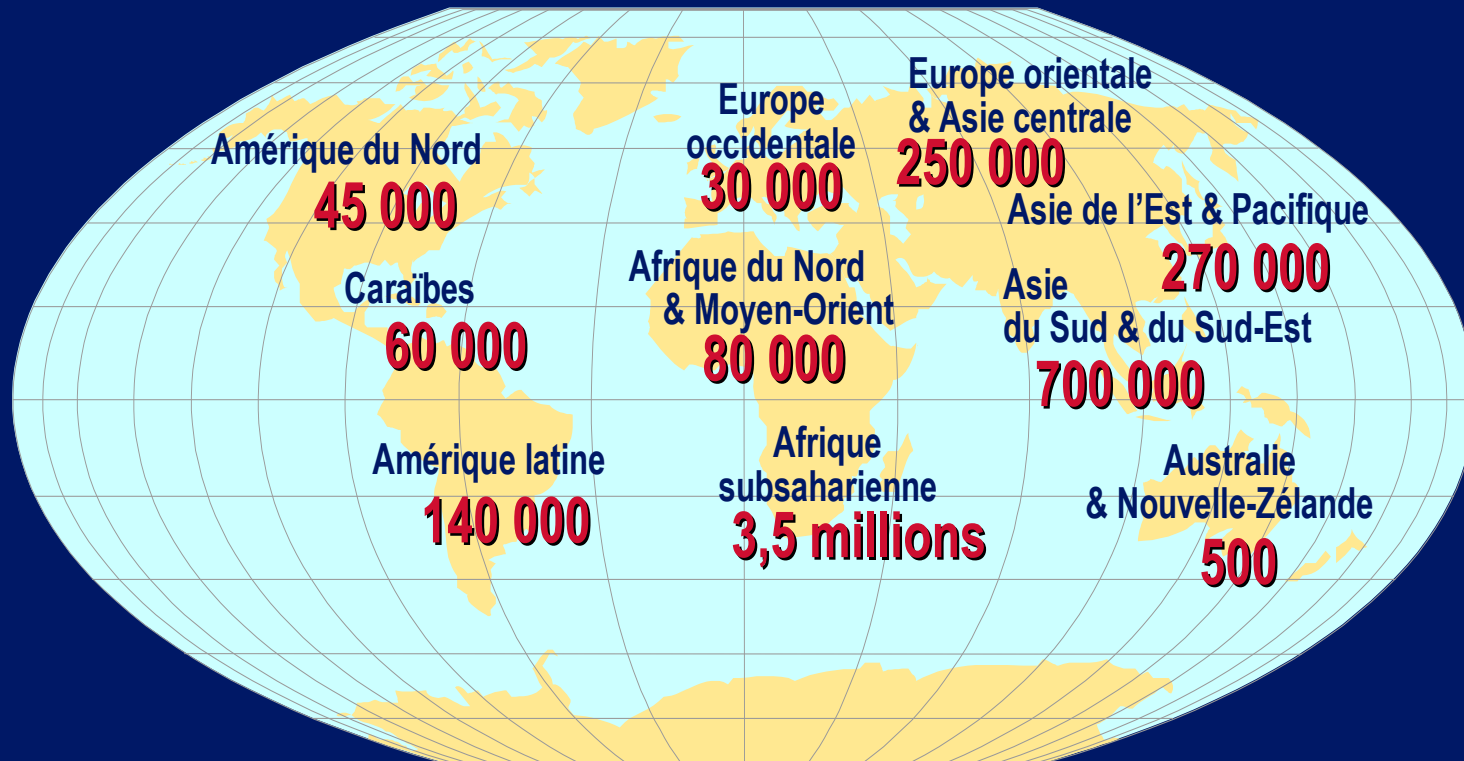 Amérique du Nord
45 000
Europe
occidentale
30 000
Europe orientale
& Asie centrale
250 000
Asie de l’Est & Pacifique
270 000
Caraïbes
60 000
Afrique du Nord
& Moyen-Orient
80 000
Asie
du Sud & du Sud-Est
700 000
Amérique latine
140 000
Afrique
subsaharienne
3,5 millions
Australie
& Nouvelle-Zélande
500